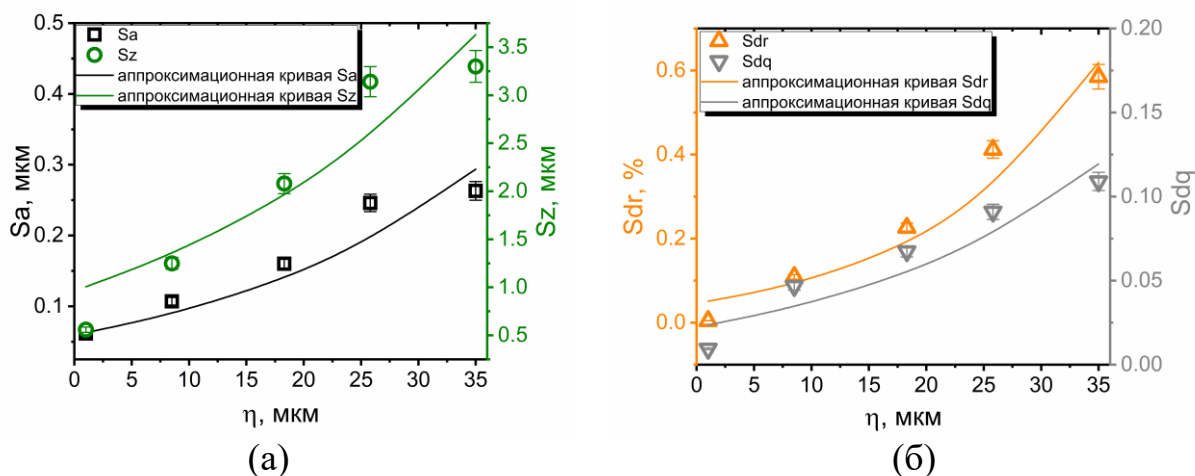 0.5
0.4
0.3
0.2
0.1
Sa, мкм
Sa
Sz
аппроксимационная кривая Sa
аппроксимационная кривая Sz
3.5
3.0
2.5
2.0
1.5
1.0
0.5
Sz, мкм
0 5 10 15 20 25 30 35
η, мкм
(а)
0.6
0.4
0.2
0.0
Sdr, %
Sdr
Sdq
аппроксимационная кривая Sdr
аппроксимационная кривая Sdq
0.20
0.15
0.10
0.05
0.00
Sdq
0 5 10 15 20 25 30 35
η, мкм
(б)